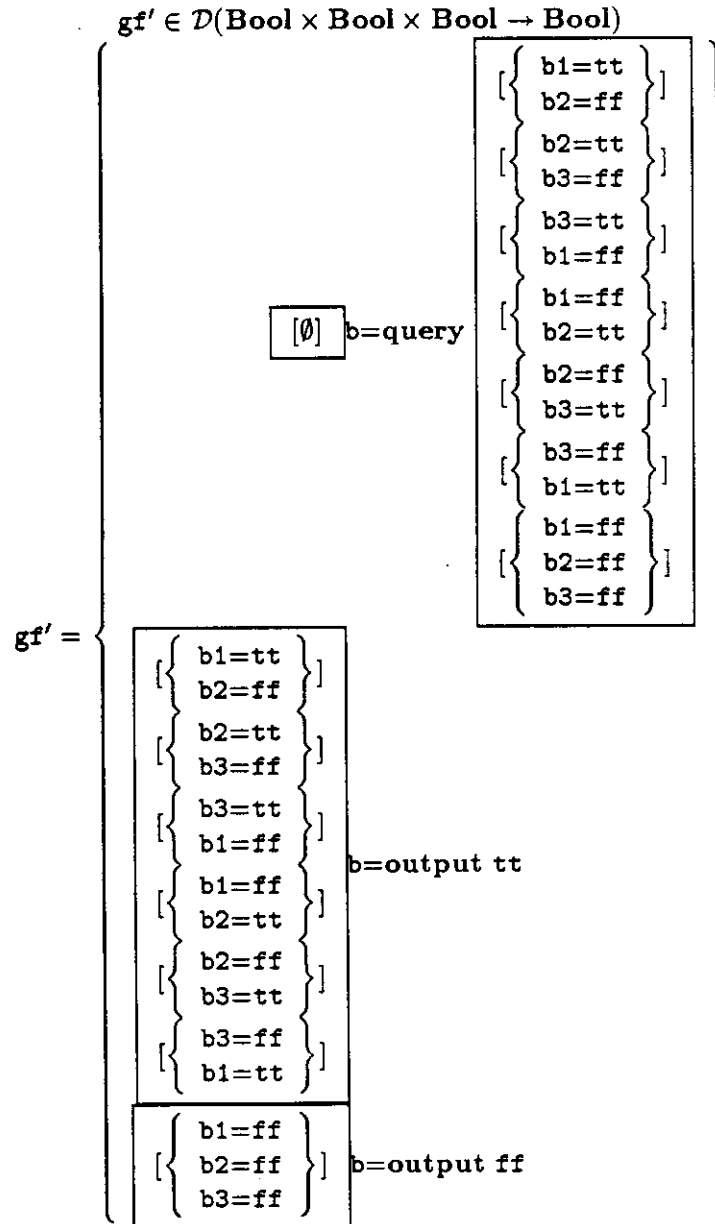 gf′ ∈ 𝒟(Bool × Bool × Bool → Bool)
[{ b1=tt
b2=ff }]
[{ b2=tt
b3=ff }]
[{ b3=tt
b1=ff }]
[∅] b=query [{ b1=ff
b2=tt }]
[{ b2=ff
b3=tt }]
[{ b3=ff
b1=tt }]
[{ b1=ff
b2=ff
b3=ff }]
gf′ =
[{ b1=tt
b2=ff }]
[{ b2=tt
b3=ff }]
[{ b3=tt
b1=ff }]
b=output tt
[{ b1=ff
b2=tt }]
[{ b2=ff
b3=tt }]
[{ b3=ff
b1=tt }]
[{ b1=ff
b2=ff
b3=ff }] b=output ff